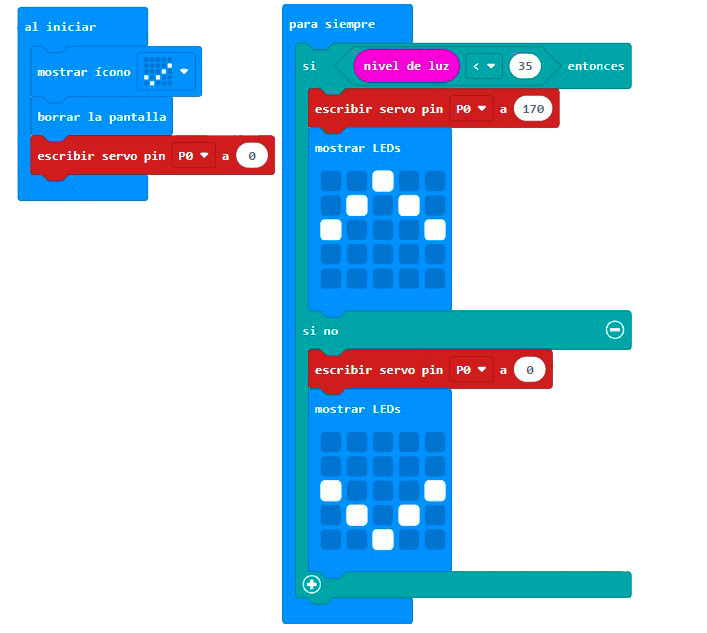 al iniciar
mostrar ícono
borrar la pantalla
escribir servo pin P0 a 0
para siempre
si nivel de luz < 35 entonces
escribir servo pin P0 a 170
mostrar LEDs
si no
escribir servo pin P0 a 0
mostrar LEDs